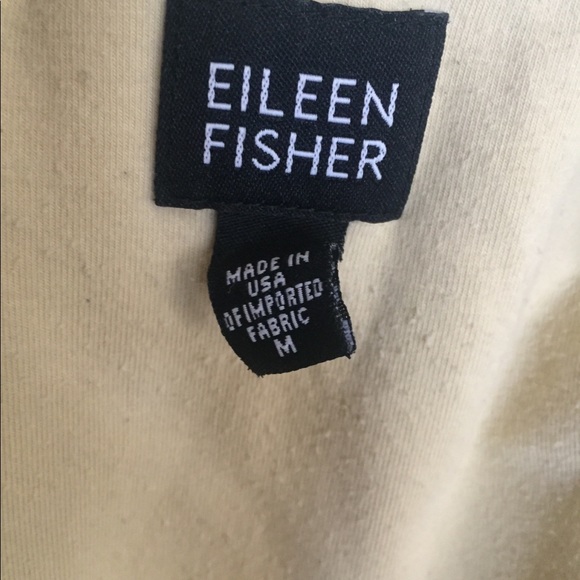 EILEEN
FISHER
MADE IN
USA
OF IMPORTED
FABRIC
M